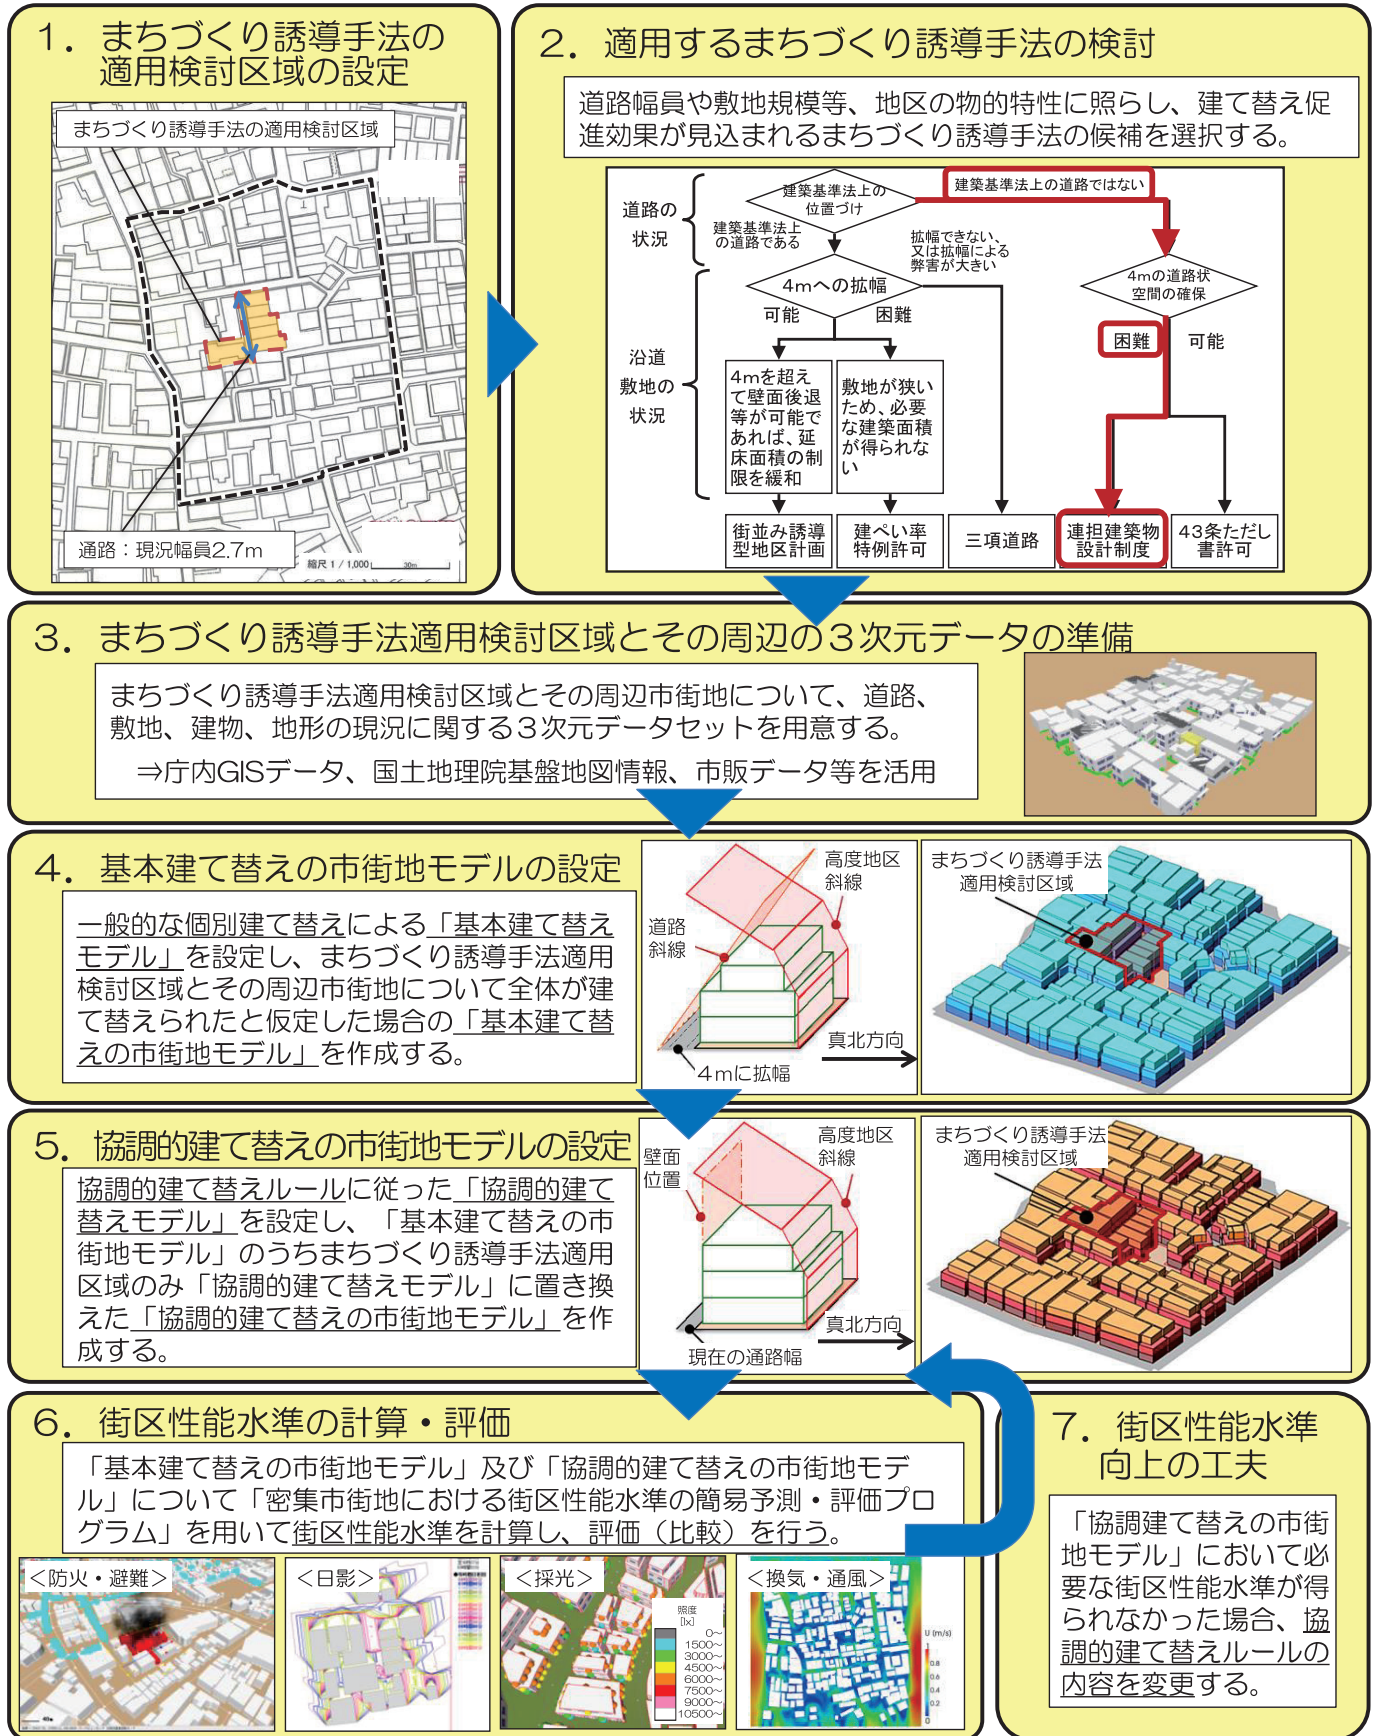 1．まちづくり誘導手法の
適用検討区域の設定
まちづくり誘導手法の適用検討区域
通路：現況幅員2.7m
縮尺 1 / 1,000
30m
2．適用するまちづくり誘導手法の検討
道路幅員や敷地規模等、地区の物的特性に照らし、建て替え促
進効果が見込まれるまちづくり誘導手法の候補を選択する。
道路の
状況
建築基準法上の
位置づけ
建築基準法上の道路ではない
建築基準法上
の道路である
拡幅できない、
又は拡幅による
弊害が大きい
4mへの拡幅
4mの道路状
空間の確保
可能
困難
困難
可能
沿道
敷地の
状況
4mを超え
て壁面後退
等が可能で
あれば、延
床面積の制
限を緩和
敷地が狭い
ため、必要
な建築面積
が得られな
い
街並み誘導
型地区計画
建ぺい率
特例許可
三項道路
連担建築物
設計制度
43条ただし
書許可
3．まちづくり誘導手法適用検討区域とその周辺の３次元データの準備
まちづくり誘導手法適用検討区域とその周辺市街地について、道路、
敷地、建物、地形の現況に関する３次元データセットを用意する。
⇒庁内GISデータ、国土地理院基盤地図情報、市販データ等を活用
4．基本建て替えの市街地モデルの設定
一般的な個別建て替えによる「基本建て替え
モデル」を設定し、まちづくり誘導手法適用
検討区域とその周辺市街地について全体が建
て替えられたと仮定した場合の「基本建て替
えの市街地モデル」を作成する。
高度地区
斜線
道路
斜線
真北方向
4mに拡幅
まちづくり誘導手法
適用検討区域
5．協調的建て替えの市街地モデルの設定
協調的建て替えルールに従った「協調的建て
替えモデル」を設定し、「基本建て替えの市
街地モデル」のうちまちづくり誘導手法適用
区域のみ「協調的建て替えモデル」に置き換
えた「協調的建て替えの市街地モデル」を作
成する。
壁面
位置
高度地区
斜線
真北方向
現在の通路幅
まちづくり誘導手法
適用検討区域
6．街区性能水準の計算・評価
「基本建て替えの市街地モデル」及び「協調的建て替えの市街地モデ
ル」について「密集市街地における街区性能水準の簡易予測・評価プロ
グラム」を用いて街区性能水準を計算し、評価（比較）を行う。
＜防火・避難＞
＜日影＞
＜採光＞
照度
[lx]
0～
1500～
3000～
4500～
6000～
7500～
9000～
10500～
＜換気・通風＞
U (m/s)
1
0.8
0.6
0.4
0.2
0
7．街区性能水準
向上の工夫
「協調建て替えの市街
地モデル」において必
要な街区性能水準が得
られなかった場合、協
調的建て替えルールの
内容を変更する。